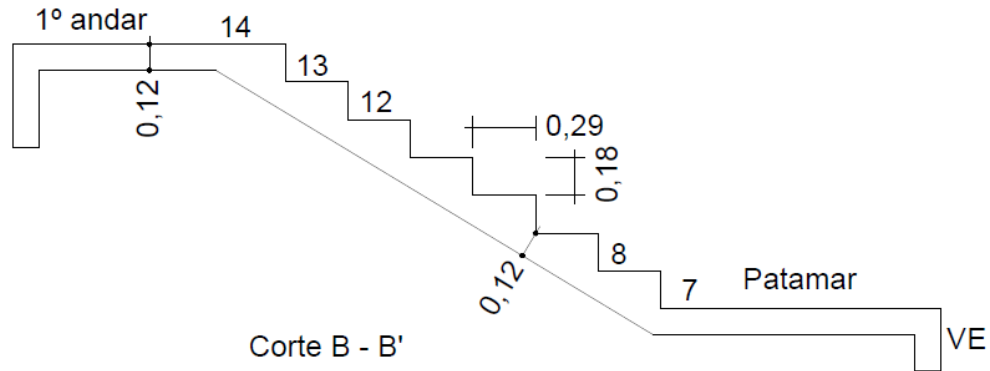 1º andar
14
13
12
0,12
0,29
0,18
8
0,12
7
Patamar
VE
Corte B - B'